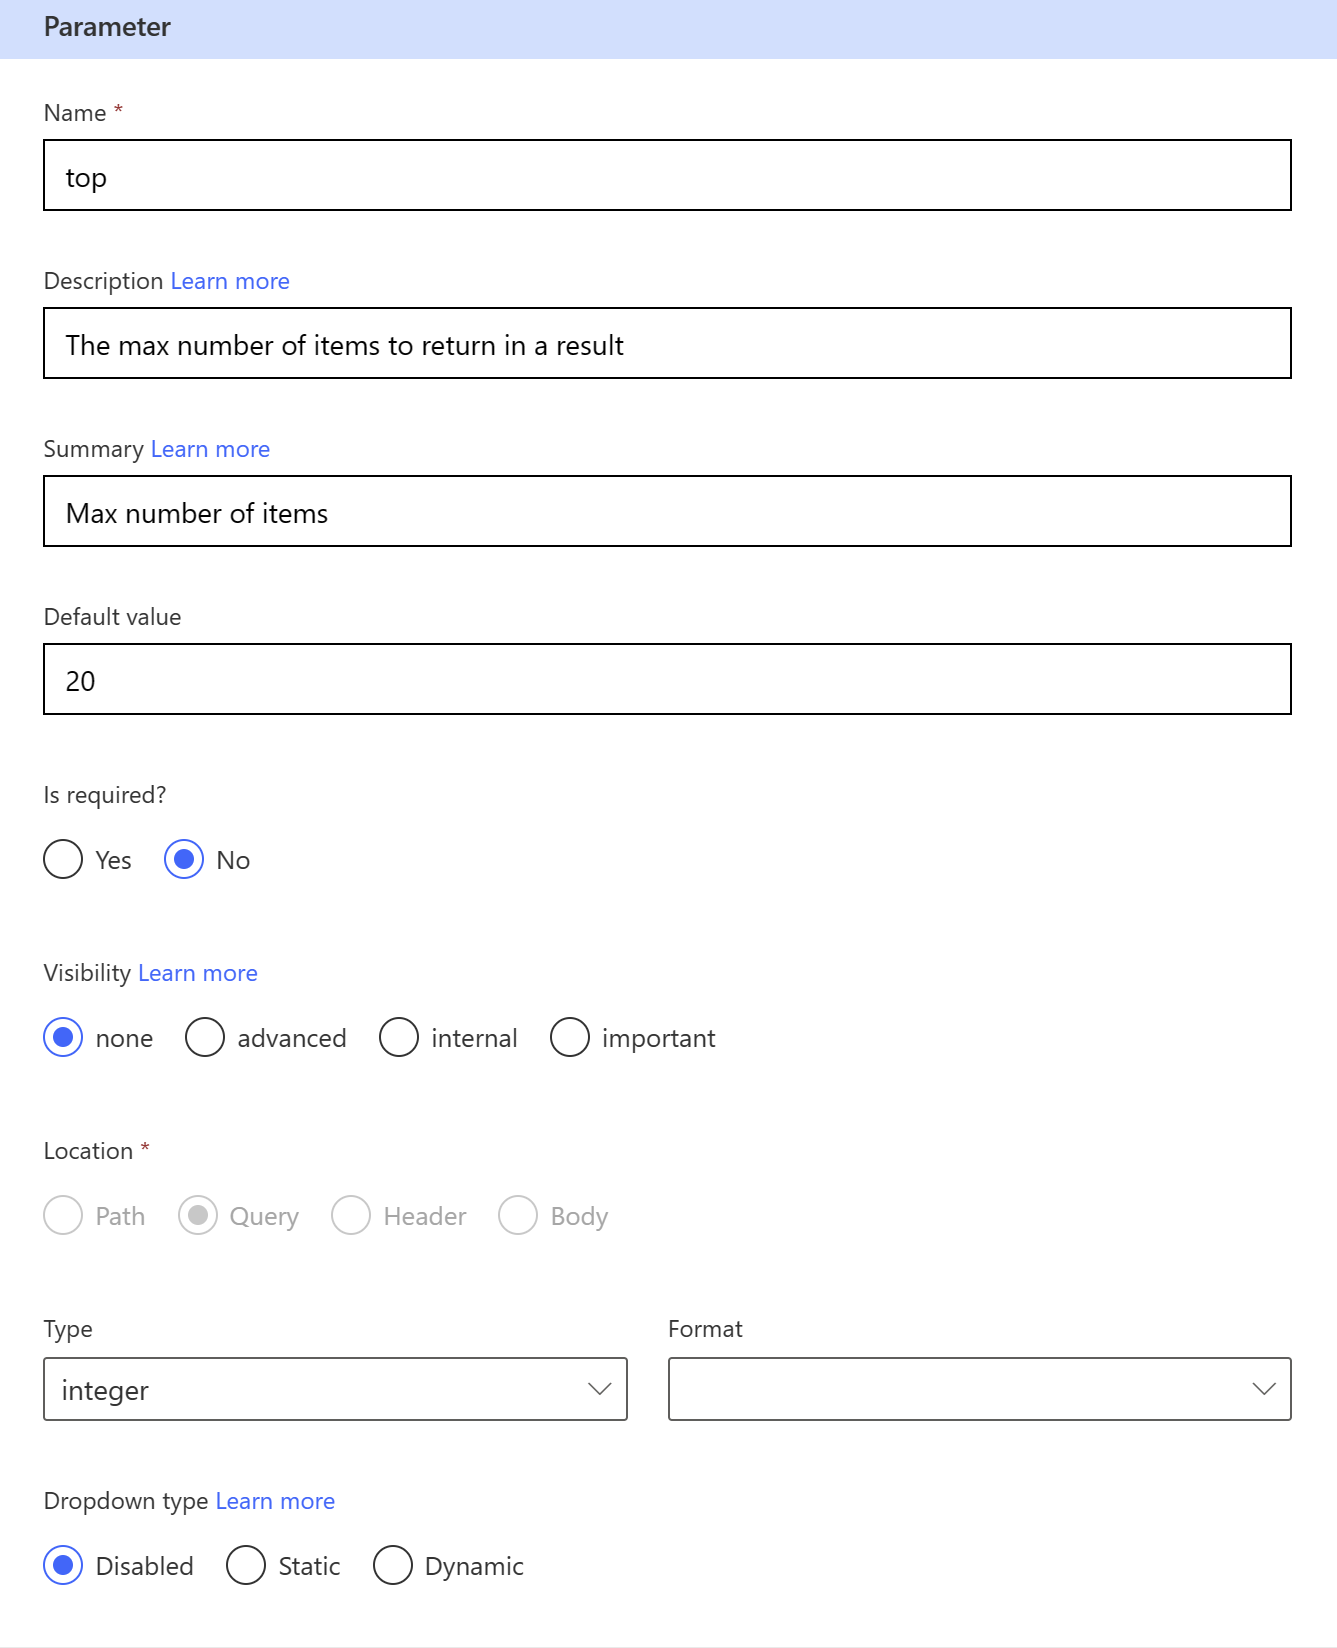 Parameter
Name *
top
Description Learn more
The max number of items to return in a result
Summary Learn more
Max number of items
Default value
20
Is required?
Yes No
Visibility Learn more
none advanced internal important
Location *
Path Query Header Body
Type Format
integer
Dropdown type Learn more
Disabled Static Dynamic